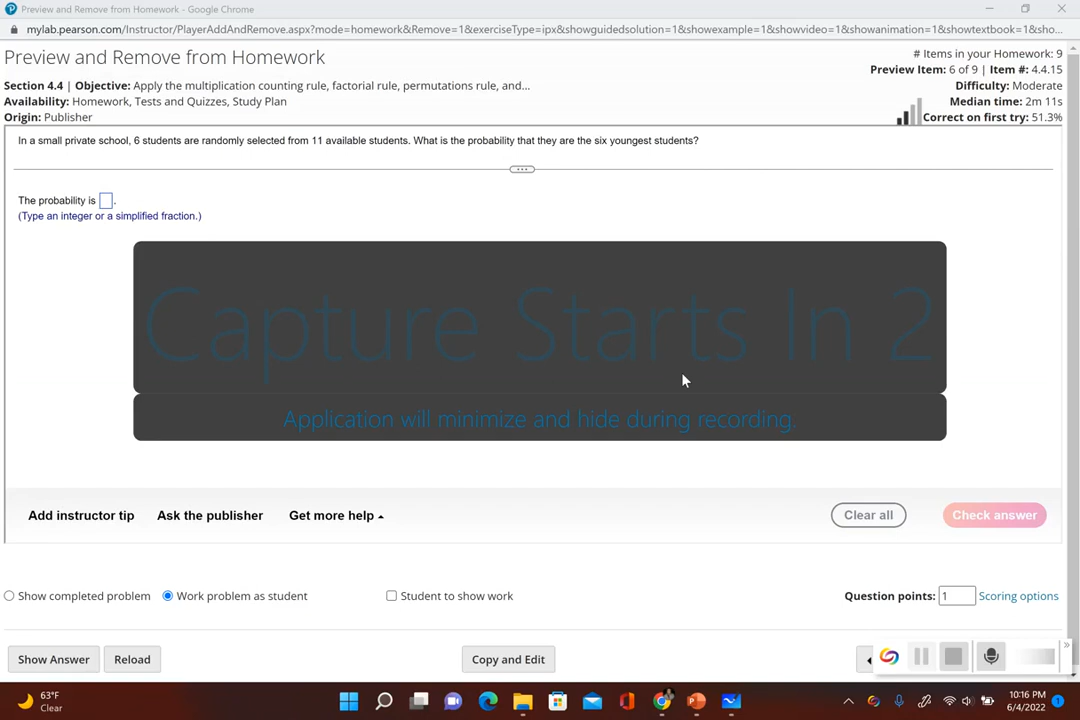 Preview and Remove from Homework - Google Chrome
mylab.pearson.com/Instructor/PlayerAddAndRemove.aspx?mode=homework&Remove=1&exerciseType=ipx&showguidedsolution=1&showexample=1&showvideo=1&showanimation=1&showtextbook=1&sho...
Preview and Remove from Homework
# Items in your Homework: 9
Preview Item: 6 of 9 | Item #: 4.4.15
Section 4.4 | Objective: Apply the multiplication counting rule, factorial rule, permutations rule, and...
Difficulty: Moderate
Availability: Homework, Tests and Quizzes, Study Plan
Median time: 2m 11s
Origin: Publisher
Correct on first try: 51.3%
In a small private school, 6 students are randomly selected from 11 available students. What is the probability that they are the six youngest students?
The probability is .
(Type an integer or a simplified fraction.)
Capture Starts In 2
Application will minimize and hide during recording.
Add instructor tip Ask the publisher Get more help
Clear all Check answer
Show completed problem Work problem as student Student to show work Question points: 1 Scoring options
Show Answer Reload Copy and Edit
63°F
Clear
10:16 PM
6/4/2022
1